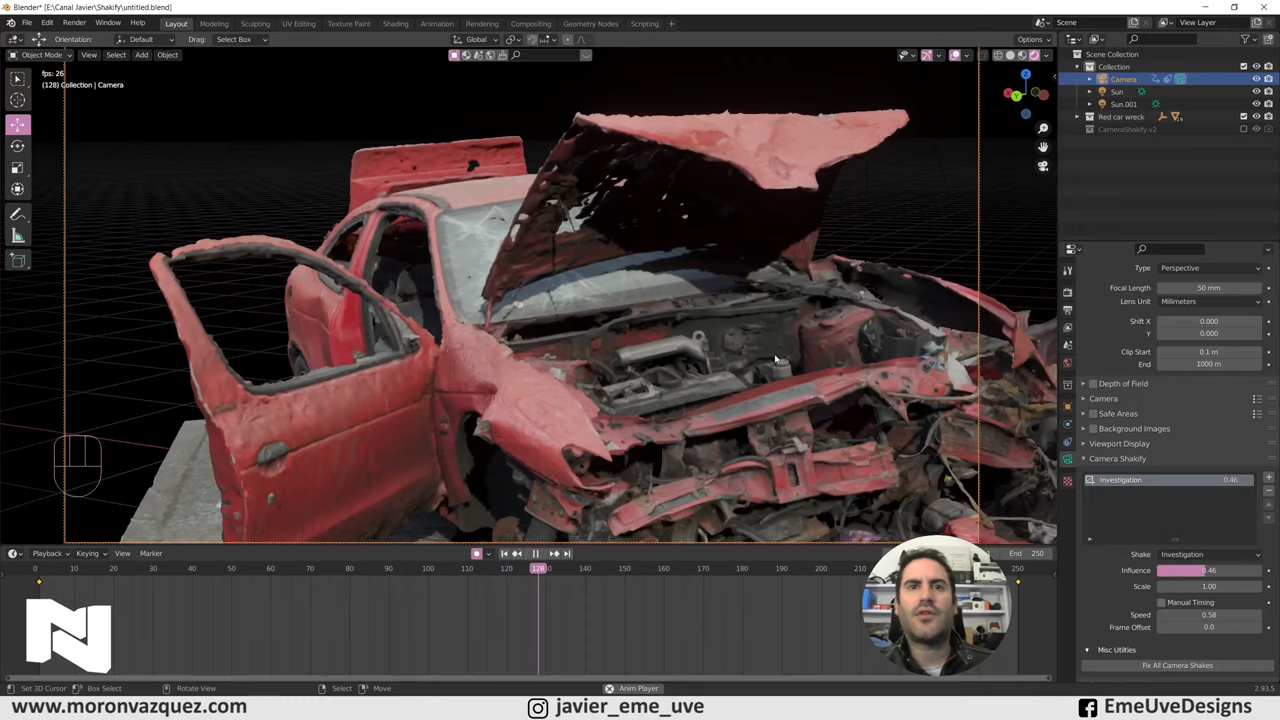 Blender* [E:\Canal Javier\Shakify\untitled.blend]
File Edit Render Window Help Layout Modeling Sculpting UV Editing Texture Paint Shading Animation Rendering Compositing Geometry Nodes Scripting + Scene View Layer
Orientation: Default Drag: Select Box Global Options
Object Mode View Select Add Object
fps: 26
(128) Collection | Camera
Scene Collection
Collection
Camera
Sun
Sun.001
Red car wreck
CameraShakify.v2
Type Perspective
Focal Length 50 mm
Lens Unit Millimeters
Shift X 0.000
Y 0.000
Clip Start 0.1 m
End 1000 m
Depth of Field
Camera
Safe Areas
Background Images
Viewport Display
Camera Shakify
Investigation 0.46
Shake Investigation
Influence 0.46
Scale 1.00
Manual Timing
Speed 0.58
Frame Offset 0.0
Misc Utilties
Fix All Camera Shakes
Playback Keying View Marker End 250
0 10 20 30 40 50 60 70 80 90 100 110 120 128 140 150 160 170 180 190 200 250
N
Set 3D Cursor Box Select Rotate View Select Move Anim Player 2.93.5
www.moronvazquez.com javier_eme_uve EmeUveDesigns